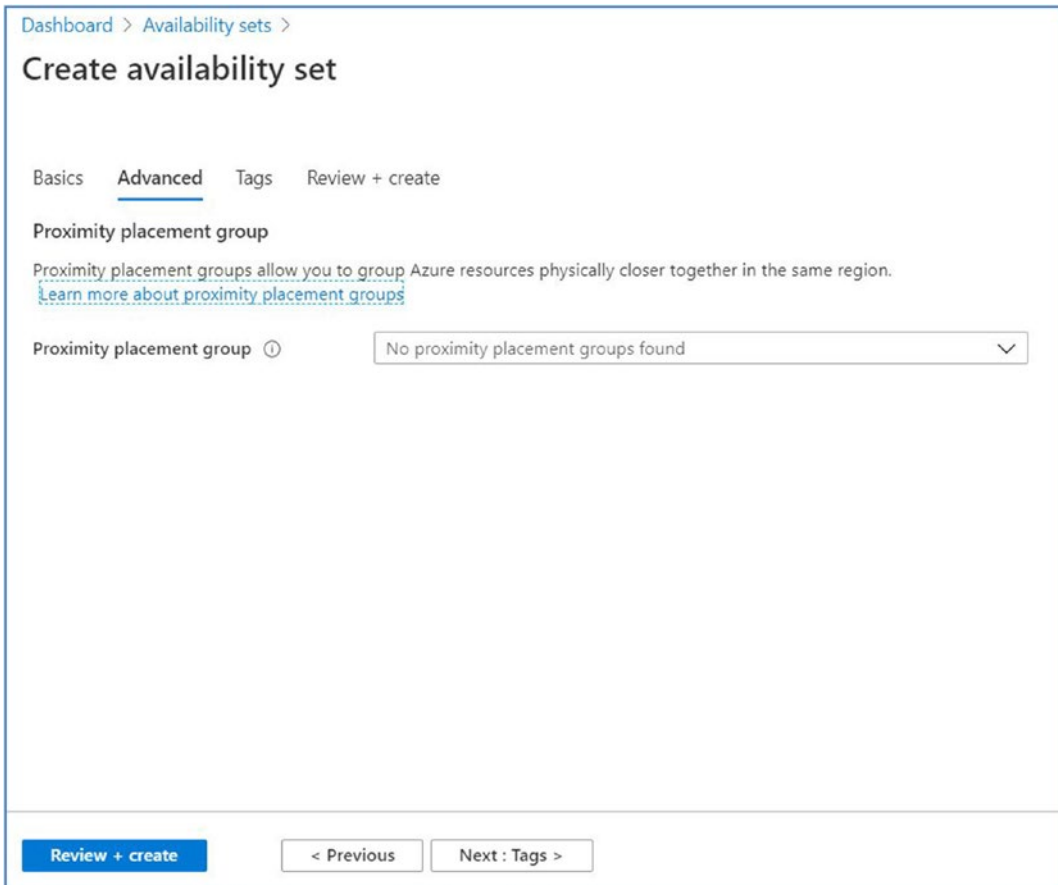 Dashboard > Availability sets >
Create availability set
Basics Advanced Tags Review + create
Proximity placement group
Proximity placement groups allow you to group Azure resources physically closer together in the same region.
Learn more about proximity placement groups
Proximity placement group No proximity placement groups found
Review + create < Previous Next : Tags >